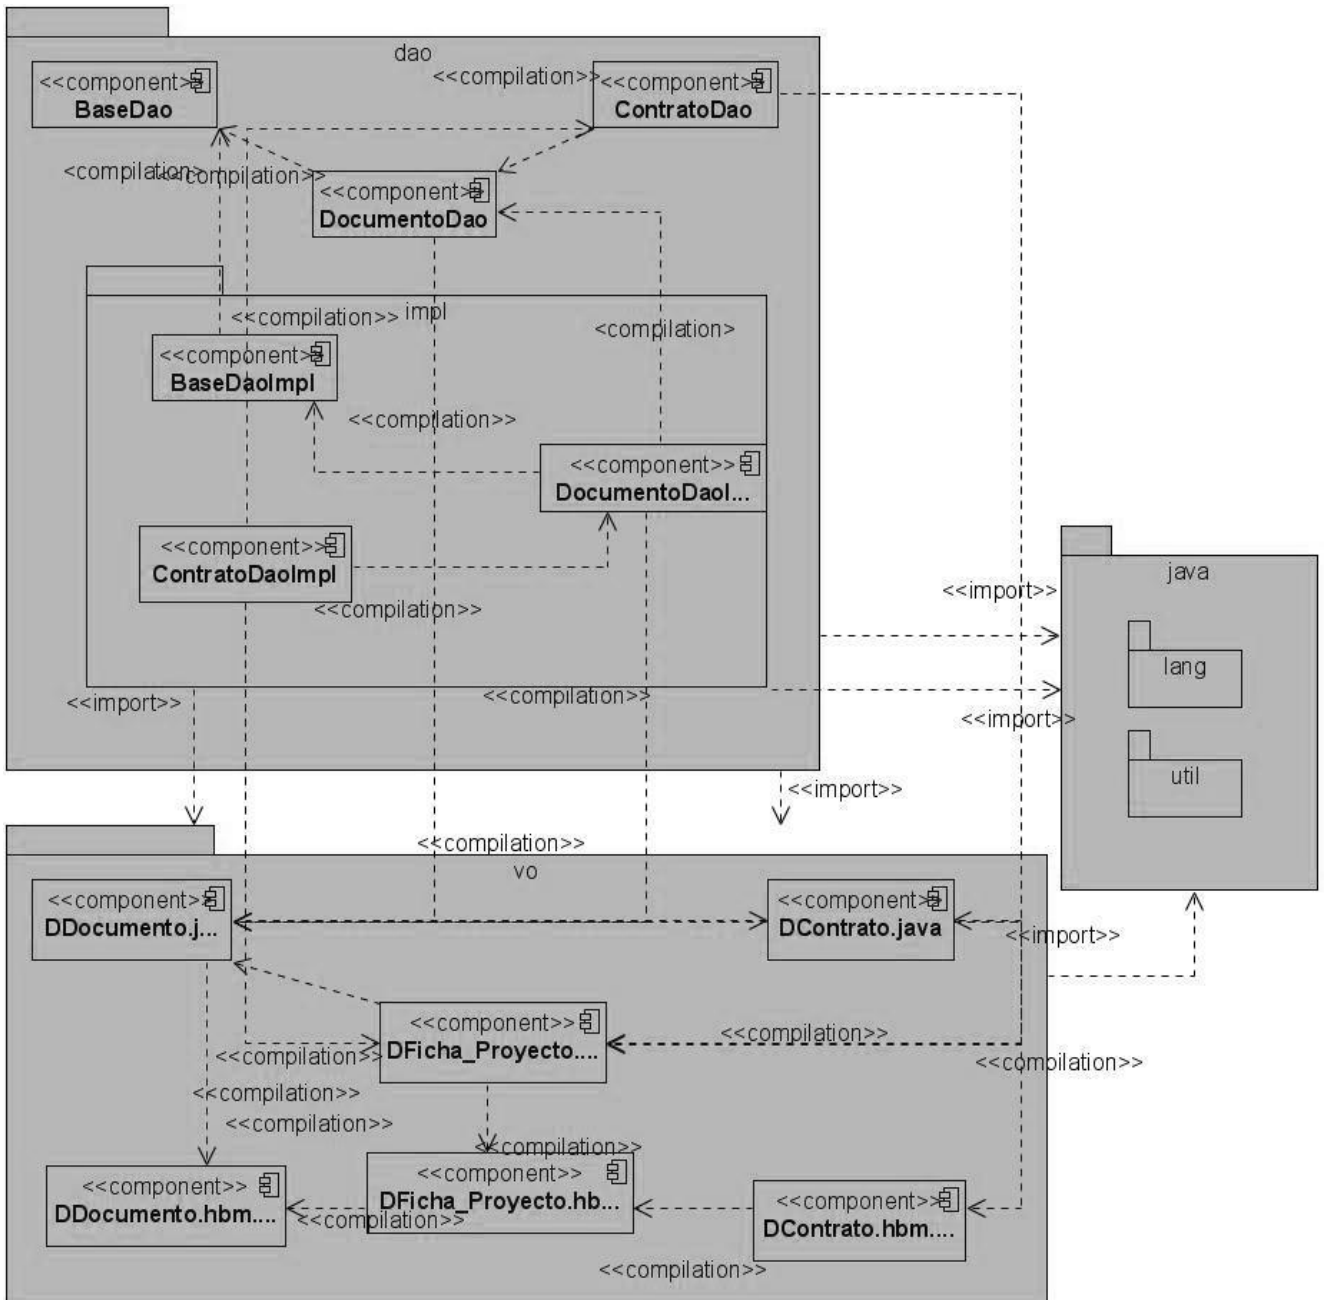 dao
<<component>>
BaseDao
<<compilation>>
<<component>>
ContratoDao
<compilation>
<<compilation>>
<<component>>
DocumentoDao
<<compilation>>
impl
<compilation>
<<component>>
BaseDaoImpl
<<compilation>>
<<component>>
DocumentoDaoI...
<<component>>
ContratoDaoImpl
<<compilation>>
java
<<import>>
lang
<<import>>
<<compilation>>
<<import>>
util
<<import>>
<<compilation>>
vo
<<component>>
DDocumento.j...
<<component>>
DContrato.java
<<import>>
<<component>>
DFicha_Proyecto....
<<compilation>>
<<compilation>>
<<compilation>>
<<compilation>>
<<compilation>>
<<compilation>>
<<component>>
DDocumento.hbm....
<<component>>
DFicha_Proyecto.hb...
<<compilation>>
<<component>>
DContrato.hbm....
<<compilation>>